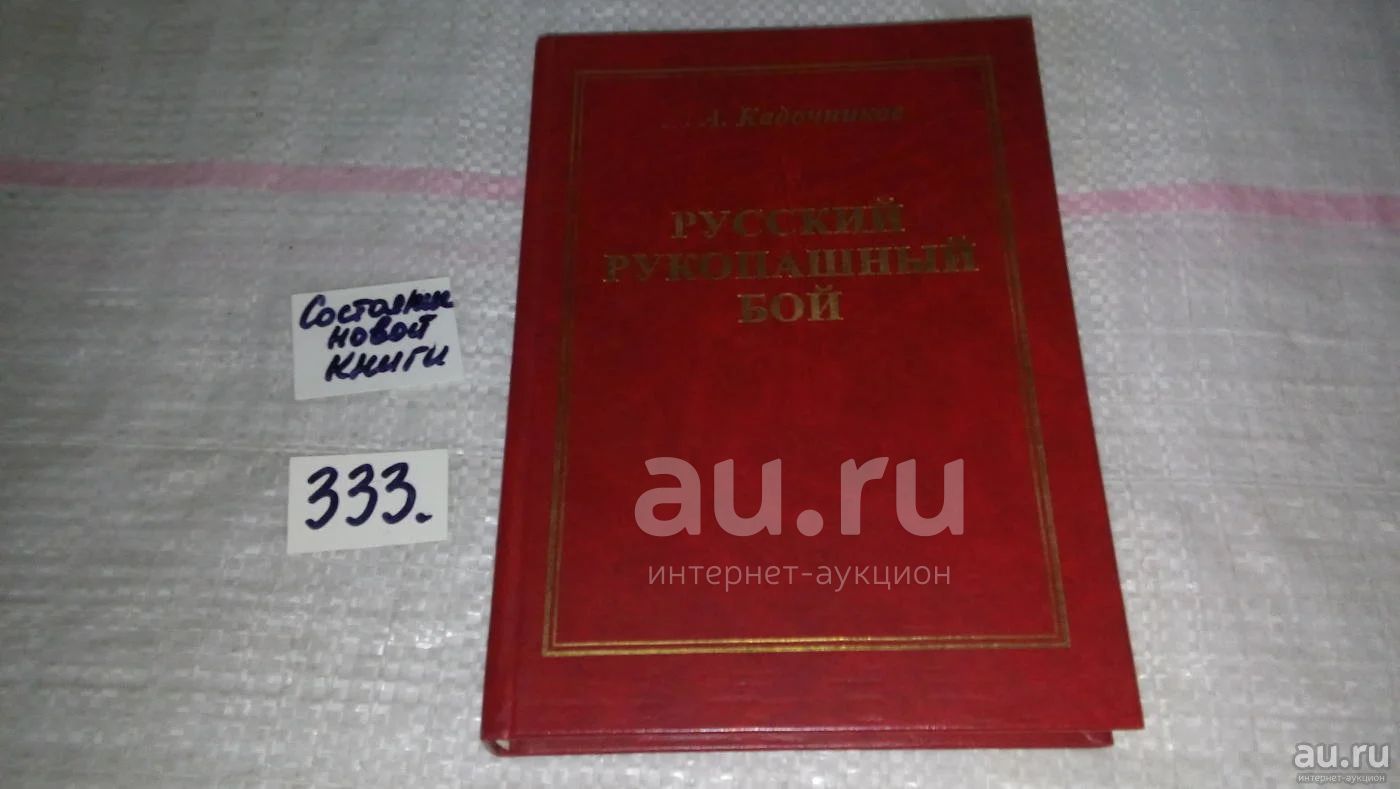 А. Кадочников
РУССКИЙ
РУКОПАШНЫЙ
БОЙ
Состояние
новой
книги
333.
au.ru
интернет-аукцион
au.ru
интернет-аукцион